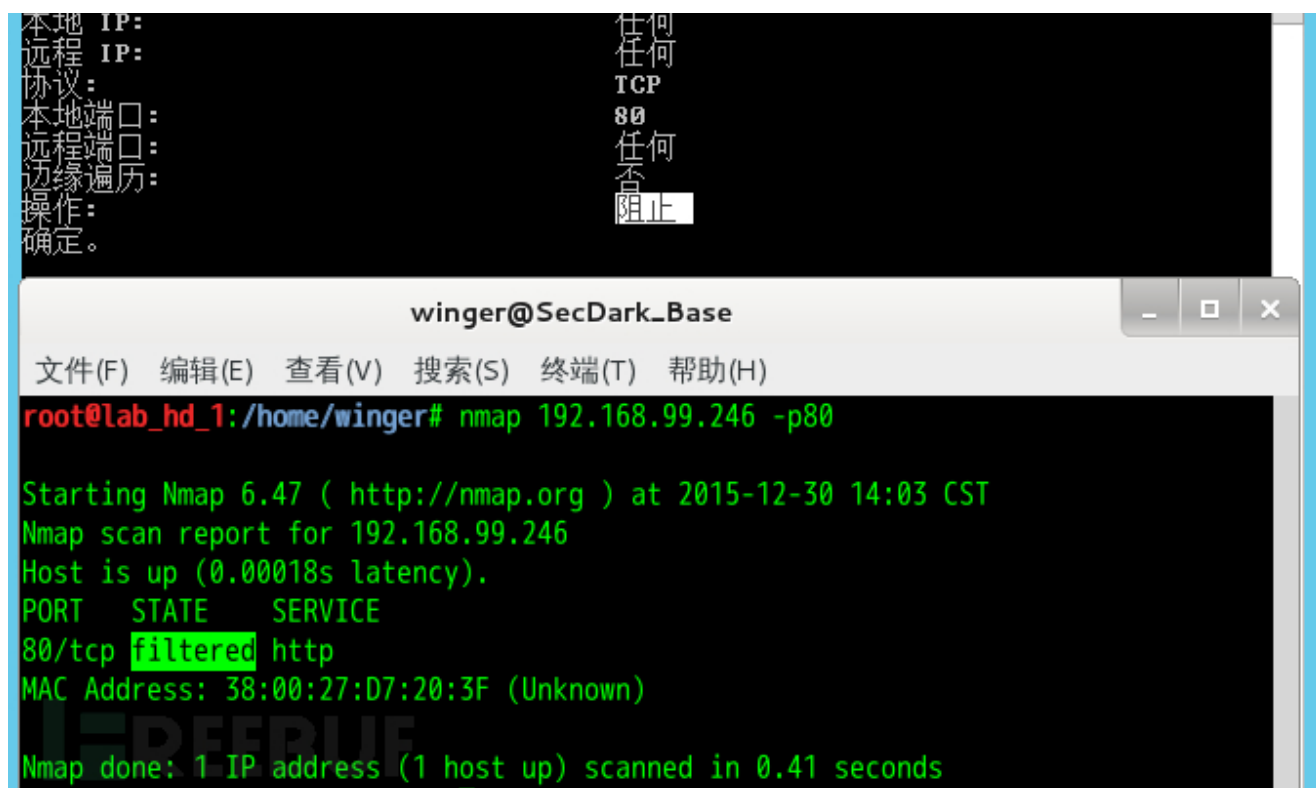 本地 IP: 任何
远程 IP: 任何
协议: TCP
本地端口: 80
远程端口: 任何
边缘遍历: 否
操作: 阻止
确定。
winger@SecDark_Base
文件(F) 编辑(E) 查看(V) 搜索(S) 终端(T) 帮助(H)
root@lab_hd_1:/home/winger# nmap 192.168.99.246 -p80
Starting Nmap 6.47 ( http://nmap.org ) at 2015-12-30 14:03 CST
Nmap scan report for 192.168.99.246
Host is up (0.00018s latency).
PORT STATE SERVICE
80/tcp filtered http
MAC Address: 38:00:27:D7:20:3F (Unknown)
REEBUF
Nmap done: 1 IP address (1 host up) scanned in 0.41 seconds